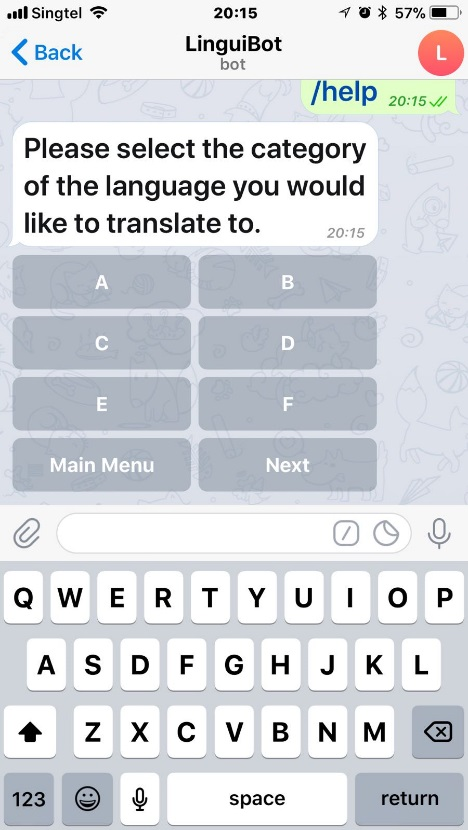 Singtel 20:15 57%
Back LinguiBot L
bot
/help 20:15
Please select the category
of the language you would
like to translate to.
20:15
A B
C D
E F
Main Menu Next
Q W E R T Y U I O P
A S D F G H J K L
Z X C V B N M
123 space return